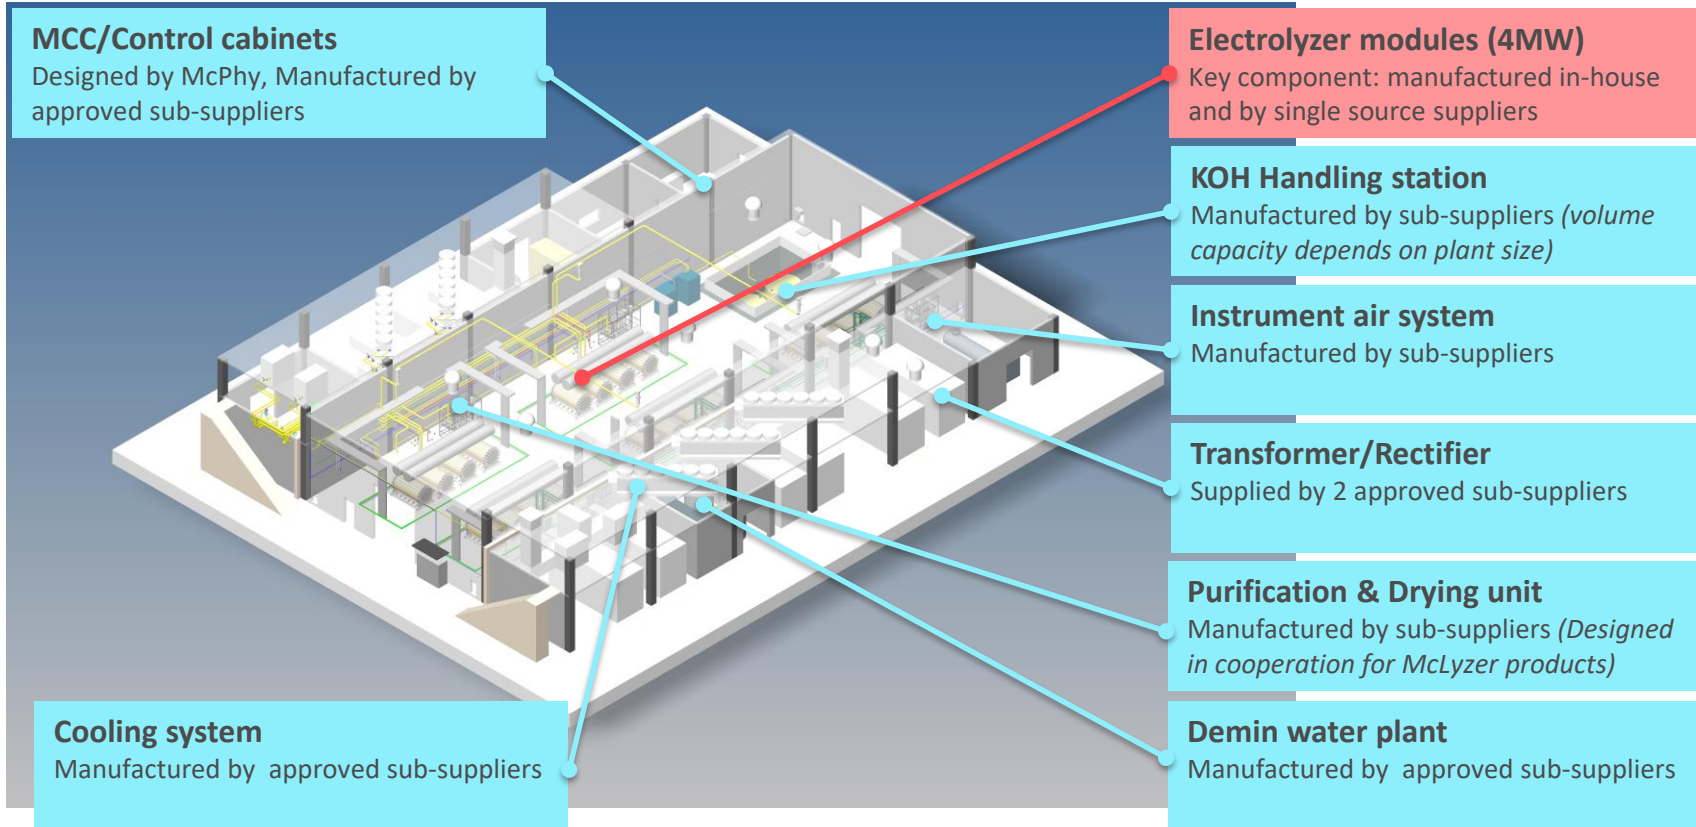 MCC/Control cabinets
Designed by McPhy, Manufactured by
approved sub-suppliers
Electrolyzer modules (4MW)
Key component: manufactured in-house
and by single source suppliers
KOH Handling station
Manufactured by sub-suppliers (volume
capacity depends on plant size)
Instrument air system
Manufactured by sub-suppliers
Transformer/Rectifier
Supplied by 2 approved sub-suppliers
Purification & Drying unit
Manufactured by sub-suppliers (Designed
in cooperation for McLyzer products)
Cooling system
Manufactured by  approved sub-suppliers
Demin water plant
Manufactured by  approved sub-suppliers